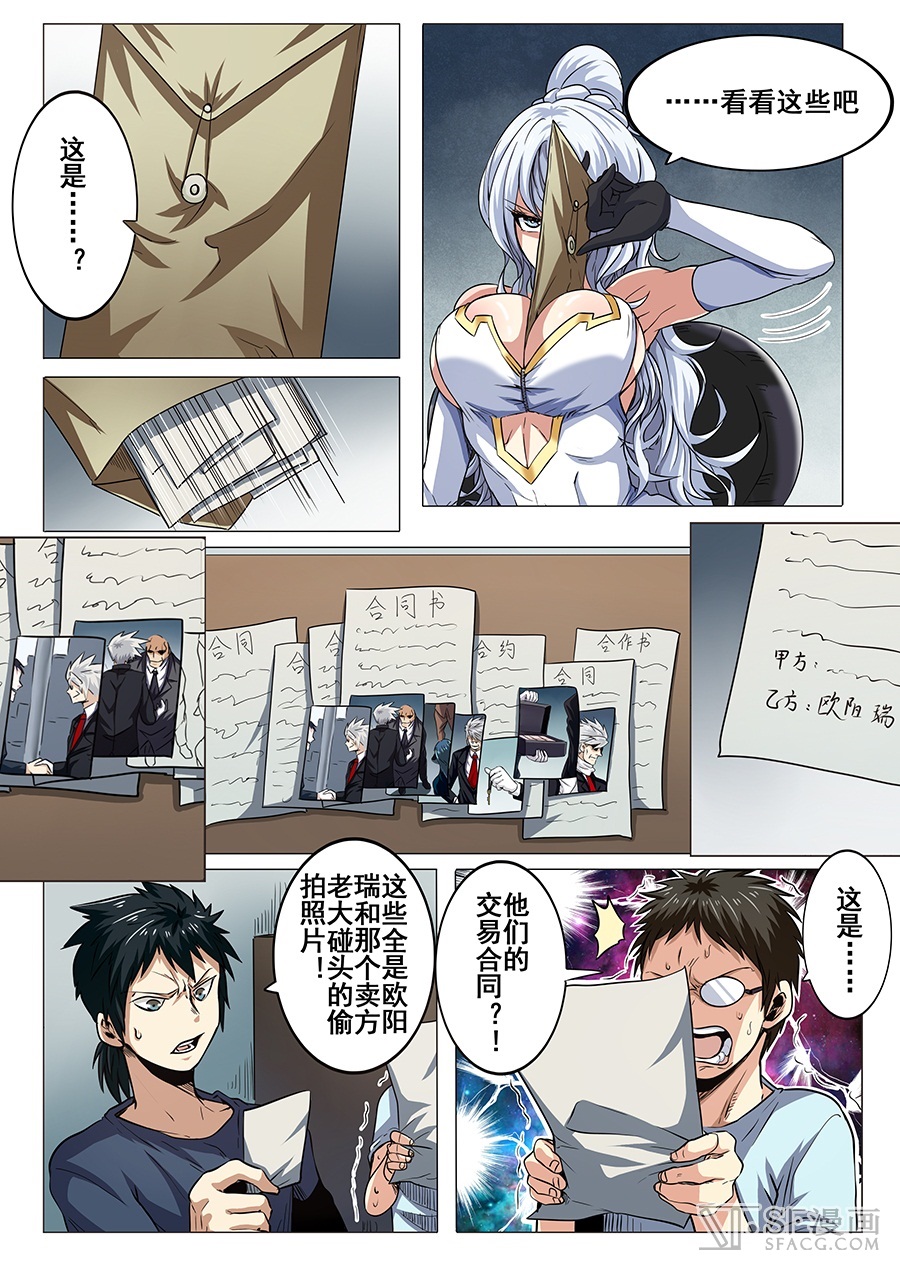 ……看看这些吧
这是
……？
合同书
合同
合
合
合约
合同
合作书
甲方：
乙方：欧阳瑞
这是……
他们的
交易合
同？！
这些全是欧阳
瑞和那个卖方
老大碰头的偷
拍照片！
SF漫画
SFACG.COM